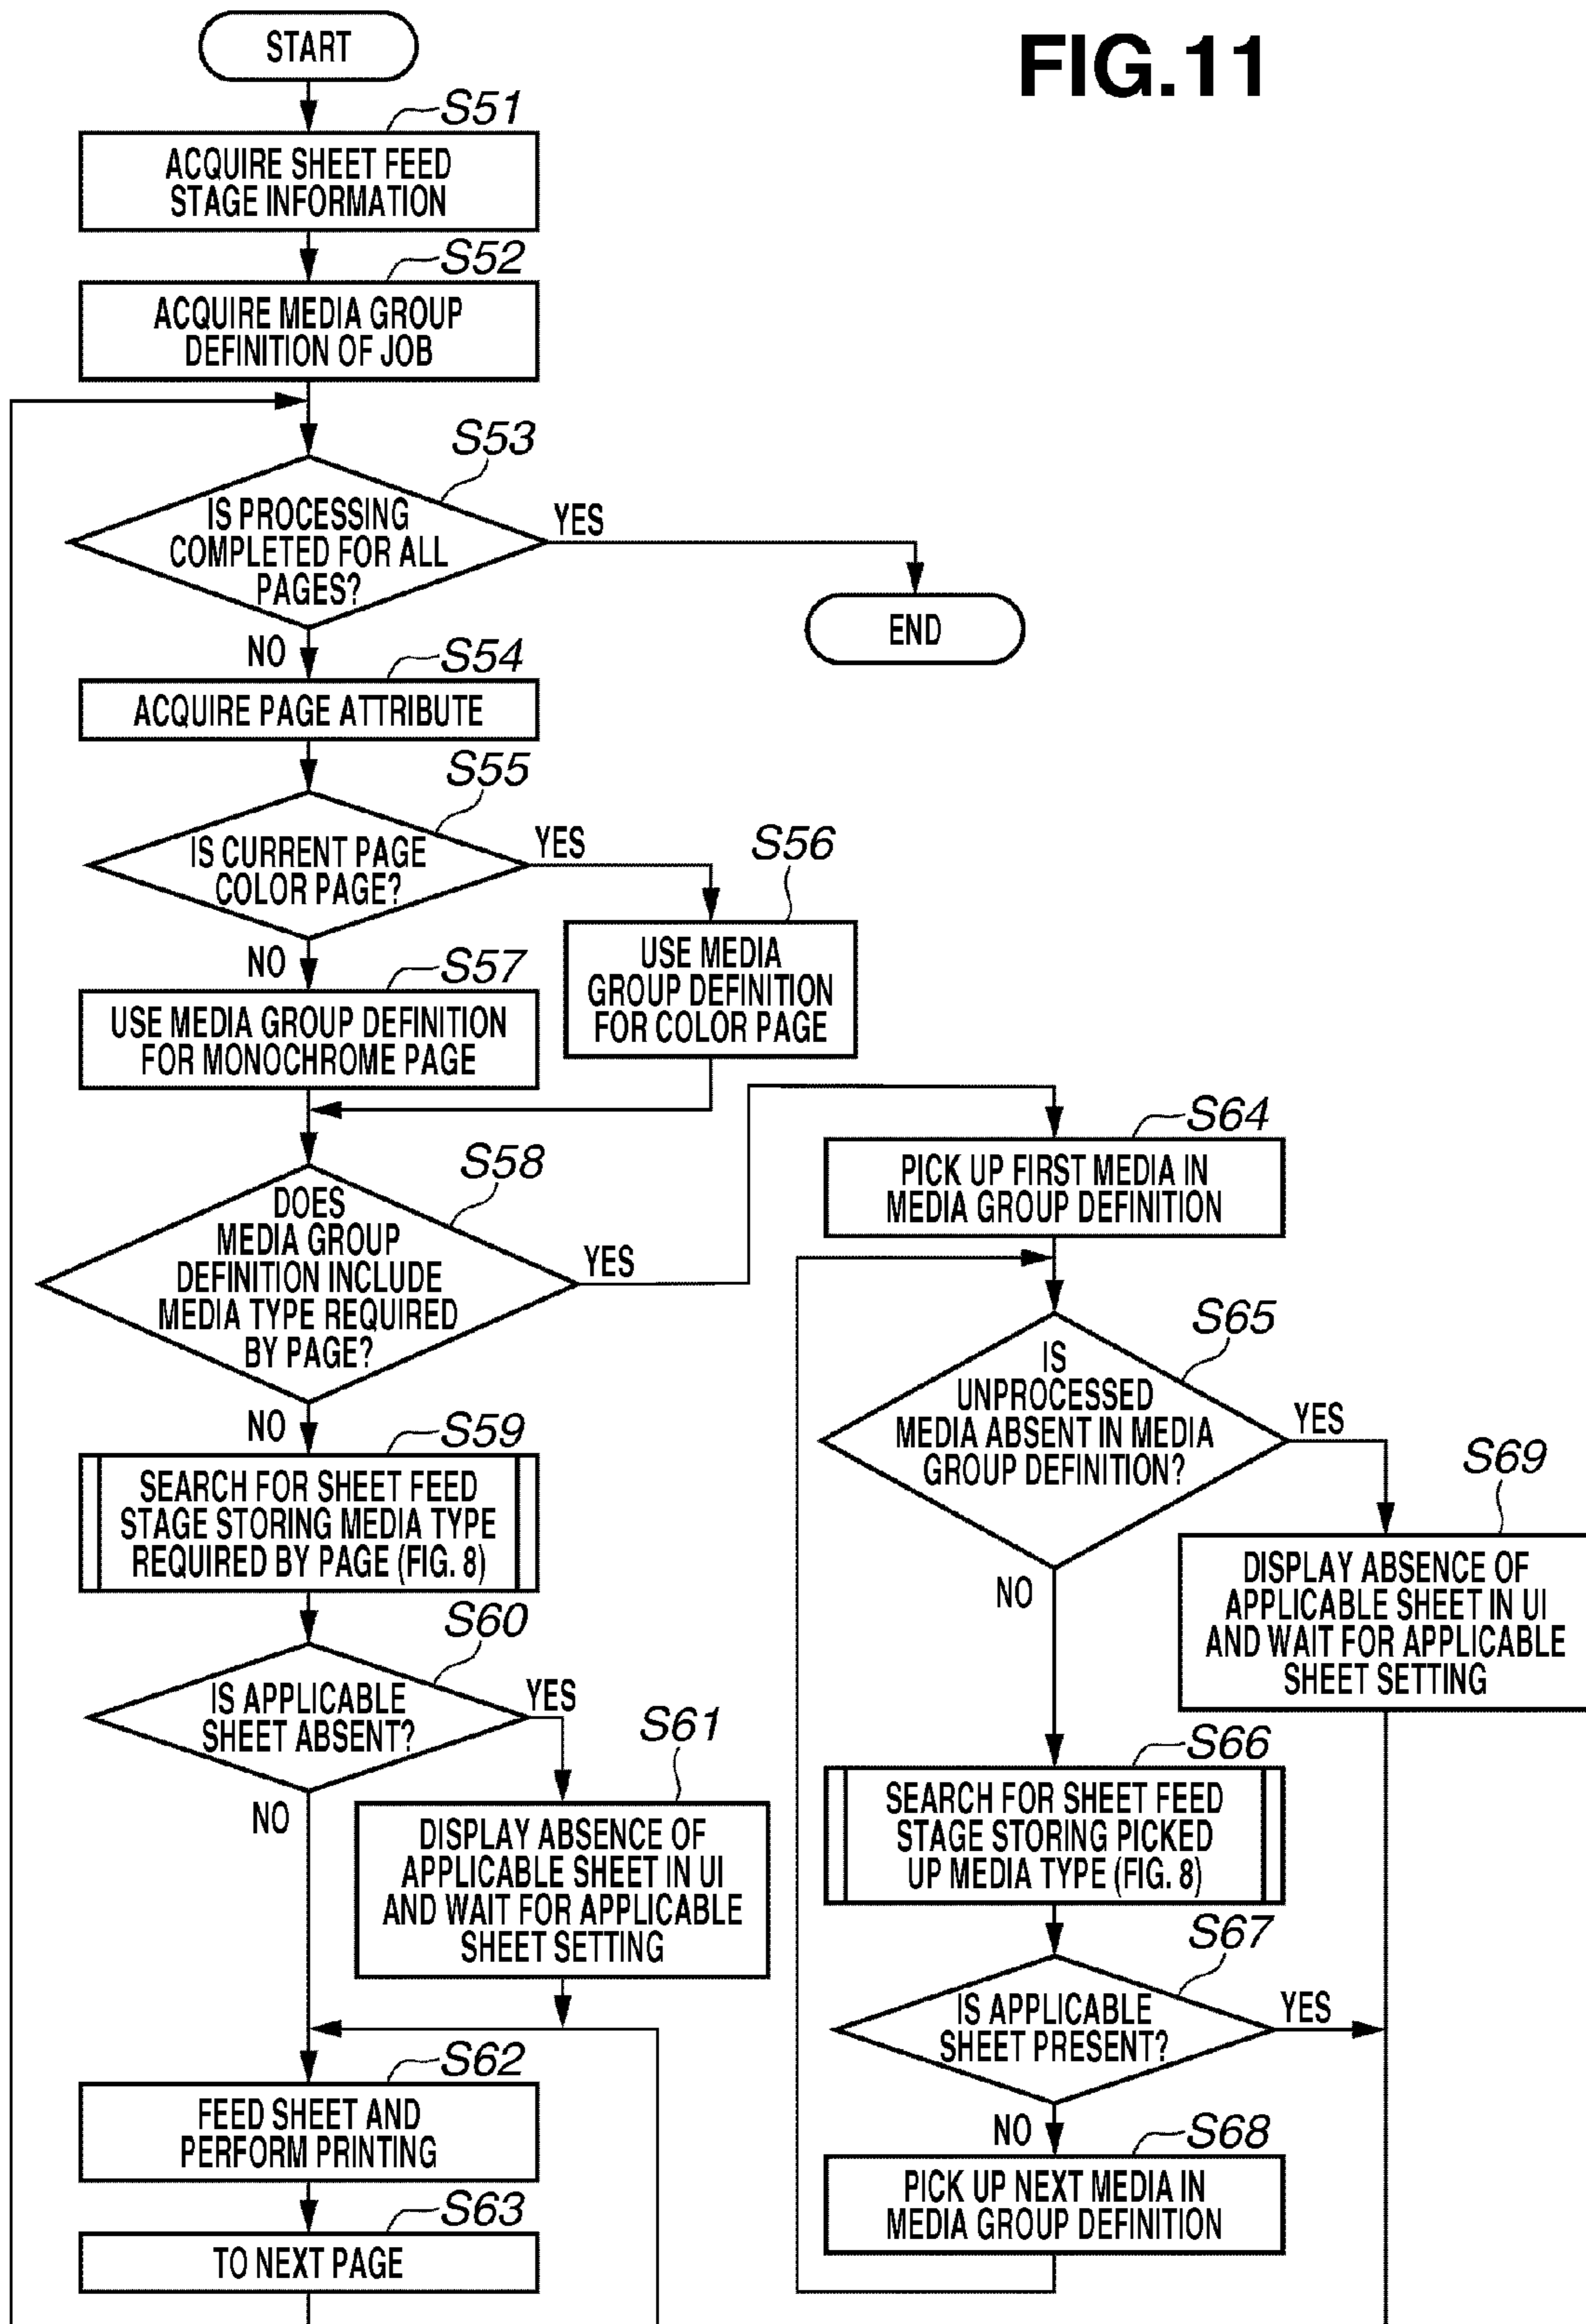 FIG.11
START
S51
ACQUIRE SHEET FEED
STAGE INFORMATION
S52
ACQUIRE MEDIA GROUP
DEFINITION OF JOB
S53
IS PROCESSING
COMPLETED FOR ALL
PAGES?
YES
END
NO
S54
ACQUIRE PAGE ATTRIBUTE
S55
IS CURRENT PAGE
COLOR PAGE?
YES
S56
USE MEDIA
GROUP DEFINITION
FOR COLOR PAGE
NO
S57
USE MEDIA GROUP DEFINITION
FOR MONOCHROME PAGE
S58
DOES
MEDIA GROUP
DEFINITION INCLUDE
MEDIA TYPE REQUIRED
BY PAGE?
YES
NO
S59
SEARCH FOR SHEET FEED
STAGE STORING MEDIA TYPE
REQUIRED BY PAGE (FIG. 8)
S60
IS APPLICABLE
SHEET ABSENT?
YES
S61
DISPLAY ABSENCE OF
APPLICABLE SHEET IN UI
AND WAIT FOR APPLICABLE
SHEET SETTING
NO
S62
FEED SHEET AND
PERFORM PRINTING
S63
TO NEXT PAGE
S64
PICK UP FIRST MEDIA IN
MEDIA GROUP DEFINITION
S65
IS
UNPROCESSED
MEDIA ABSENT IN MEDIA
GROUP DEFINITION?
YES
S69
DISPLAY ABSENCE OF
APPLICABLE SHEET IN UI
AND WAIT FOR APPLICABLE
SHEET SETTING
NO
S66
SEARCH FOR SHEET FEED
STAGE STORING PICKED
UP MEDIA TYPE (FIG. 8)
S67
IS APPLICABLE
SHEET PRESENT?
YES
NO
S68
PICK UP NEXT MEDIA IN
MEDIA GROUP DEFINITION